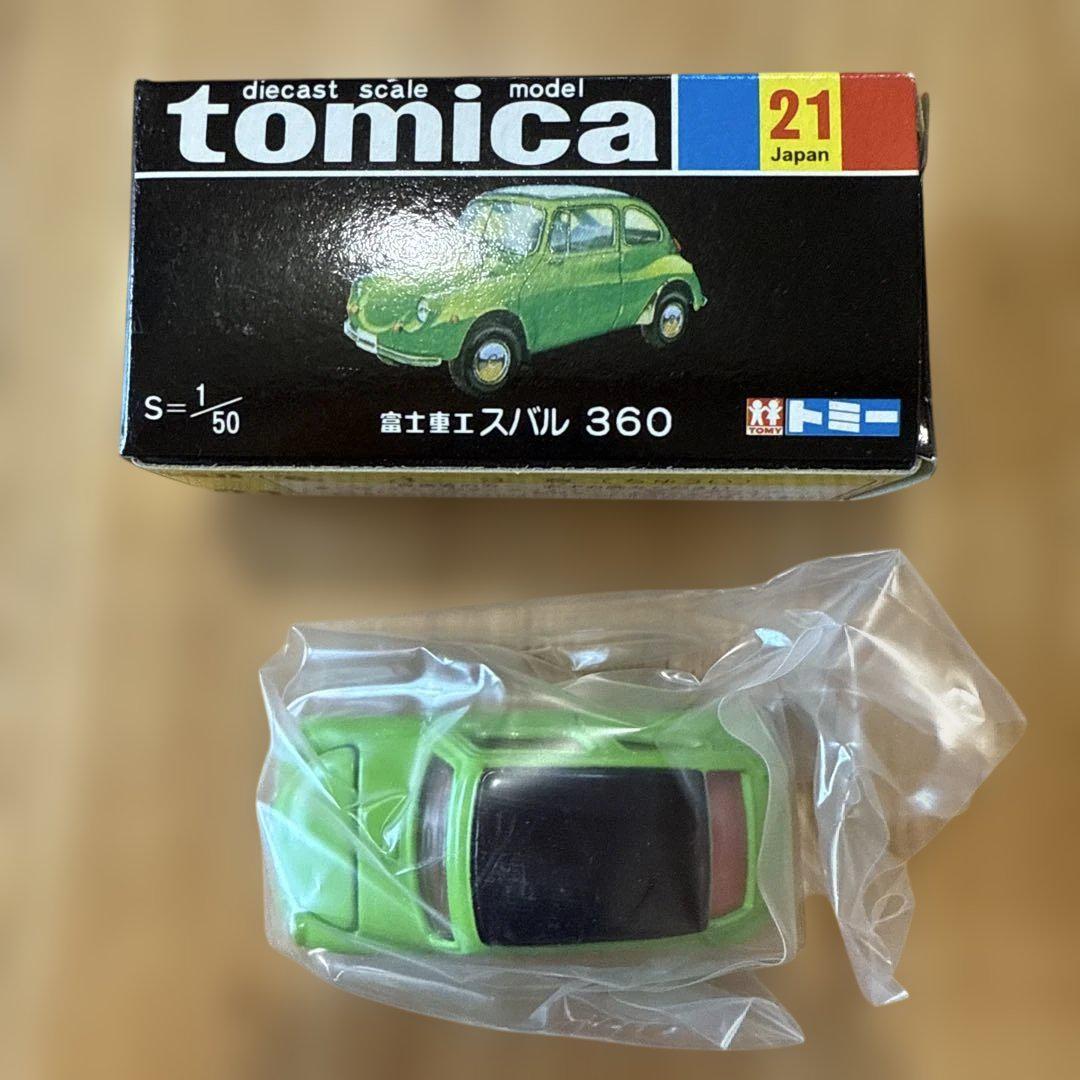 diecast scale model
tomica
21
Japan
S=1/50
富士重工スバル 360
TOMY
トミー